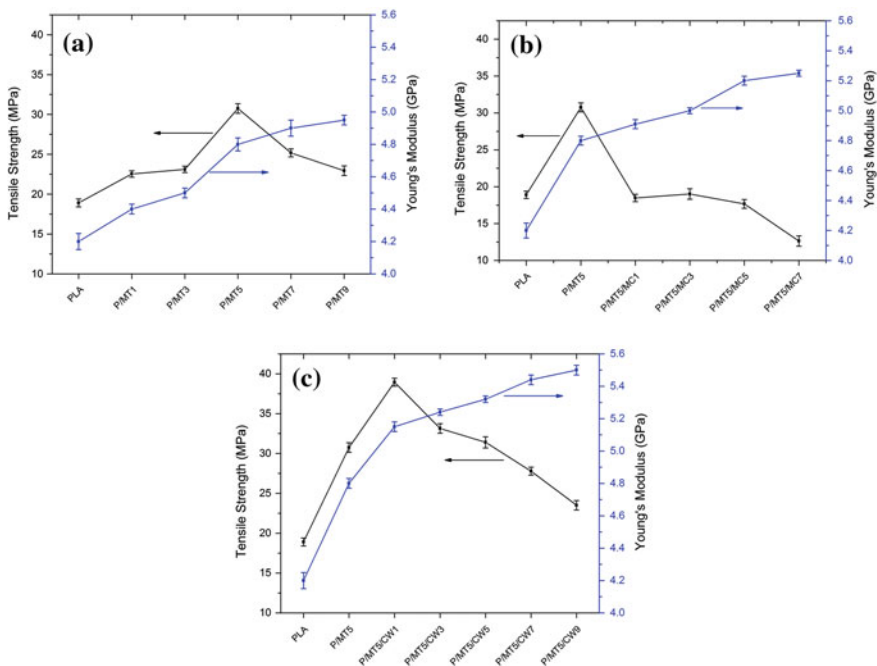 (a)
Tensile Strength (MPa)
40
35
30
25
20
15
10
5.6
5.4
5.2
5.0
4.8
4.6
4.4
4.2
4.0
Young's Modulus (GPa)
PLA
P/MT1
P/MT3
P/MT5
P/MT7
P/MT9
(b)
Tensile Strength (MPa)
40
35
30
25
20
15
10
5.6
5.4
5.2
5.0
4.8
4.6
4.4
4.2
4.0
Young's Modulus (GPa)
PLA
P/MT5
P/MT5/MC1
P/MT5/MC3
P/MT5/MC5
P/MT5/MC7
(c)
Tensile Strength (MPa)
40
35
30
25
20
15
10
5.6
5.4
5.2
5.0
4.8
4.6
4.4
4.2
4.0
Young's Modulus (GPa)
PLA
P/MT5
P/MT5/CW1
P/MT5/CW3
P/MT5/CW5
P/MT5/CW7
P/MT5/CW9